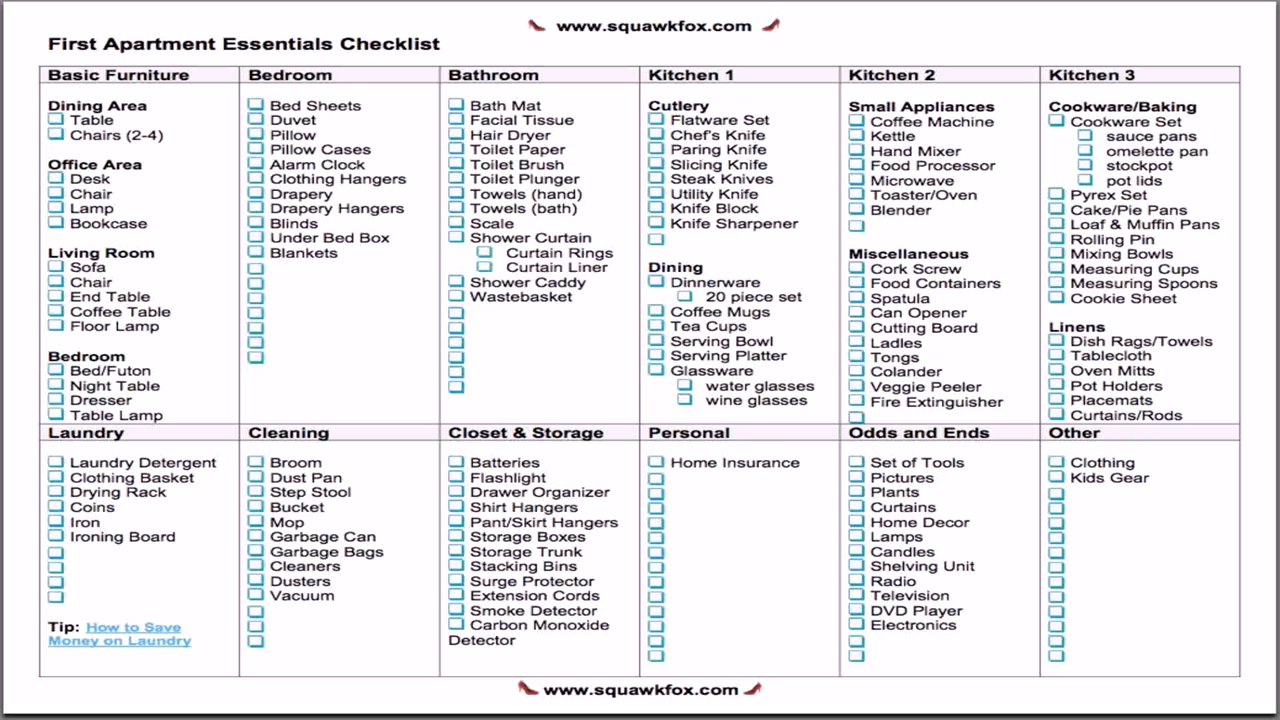 www.squawkfox.com
First Apartment Essentials Checklist
Basic Furniture
Dining Area
Table
Chairs (2-4)
Office Area
Desk
Chair
Lamp
Bookcase
Living Room
Sofa
Chair
End Table
Coffee Table
Floor Lamp
Bedroom
Bed/Futon
Night Table
Dresser
Table Lamp
Bedroom
Bed Sheets
Duvet
Pillow
Pillow Cases
Alarm Clock
Clothing Hangers
Drapery
Drapery Hangers
Blinds
Under Bed Box
Blankets
Bathroom
Bath Mat
Facial Tissue
Hair Dryer
Toilet Paper
Toilet Brush
Toilet Plunger
Towels (hand)
Towels (bath)
Scale
Shower Curtain
Curtain Rings
Curtain Liner
Shower Caddy
Wastebasket
Kitchen 1
Cutlery
Flatware Set
Chef's Knife
Paring Knife
Slicing Knife
Steak Knives
Utility Knife
Knife Block
Knife Sharpener
Dining
Dinnerware
20 piece set
Coffee Mugs
Tea Cups
Serving Bowl
Serving Platter
Glassware
water glasses
wine glasses
Kitchen 2
Small Appliances
Coffee Machine
Kettle
Hand Mixer
Food Processor
Microwave
Toaster/Oven
Blender
Miscellaneous
Cork Screw
Food Containers
Spatula
Can Opener
Cutting Board
Ladles
Tongs
Colander
Veggie Peeler
Fire Extinguisher
Kitchen 3
Cookware/Baking
Cookware Set
sauce pans
omelette pan
stockpot
pot lids
Pyrex Set
Cake/Pie Pans
Loaf & Muffin Pans
Rolling Pin
Mixing Bowls
Measuring Cups
Measuring Spoons
Cookie Sheet
Linens
Dish Rags/Towels
Tablecloth
Oven Mitts
Pot Holders
Placemats
Curtains/Rods
Laundry
Laundry Detergent
Clothing Basket
Drying Rack
Coins
Iron
Ironing Board
Tip: How to Save
Money on Laundry
Cleaning
Broom
Dust Pan
Step Stool
Bucket
Mop
Garbage Can
Garbage Bags
Cleaners
Dusters
Vacuum
Closet & Storage
Batteries
Flashlight
Drawer Organizer
Shirt Hangers
Pant/Skirt Hangers
Storage Boxes
Storage Trunk
Stacking Bins
Surge Protector
Extension Cords
Smoke Detector
Carbon Monoxide
Detector
Personal
Home Insurance
Odds and Ends
Set of Tools
Pictures
Plants
Curtains
Home Decor
Lamps
Candles
Shelving Unit
Radio
Television
DVD Player
Electronics
Other
Clothing
Kids Gear
www.squawkfox.com